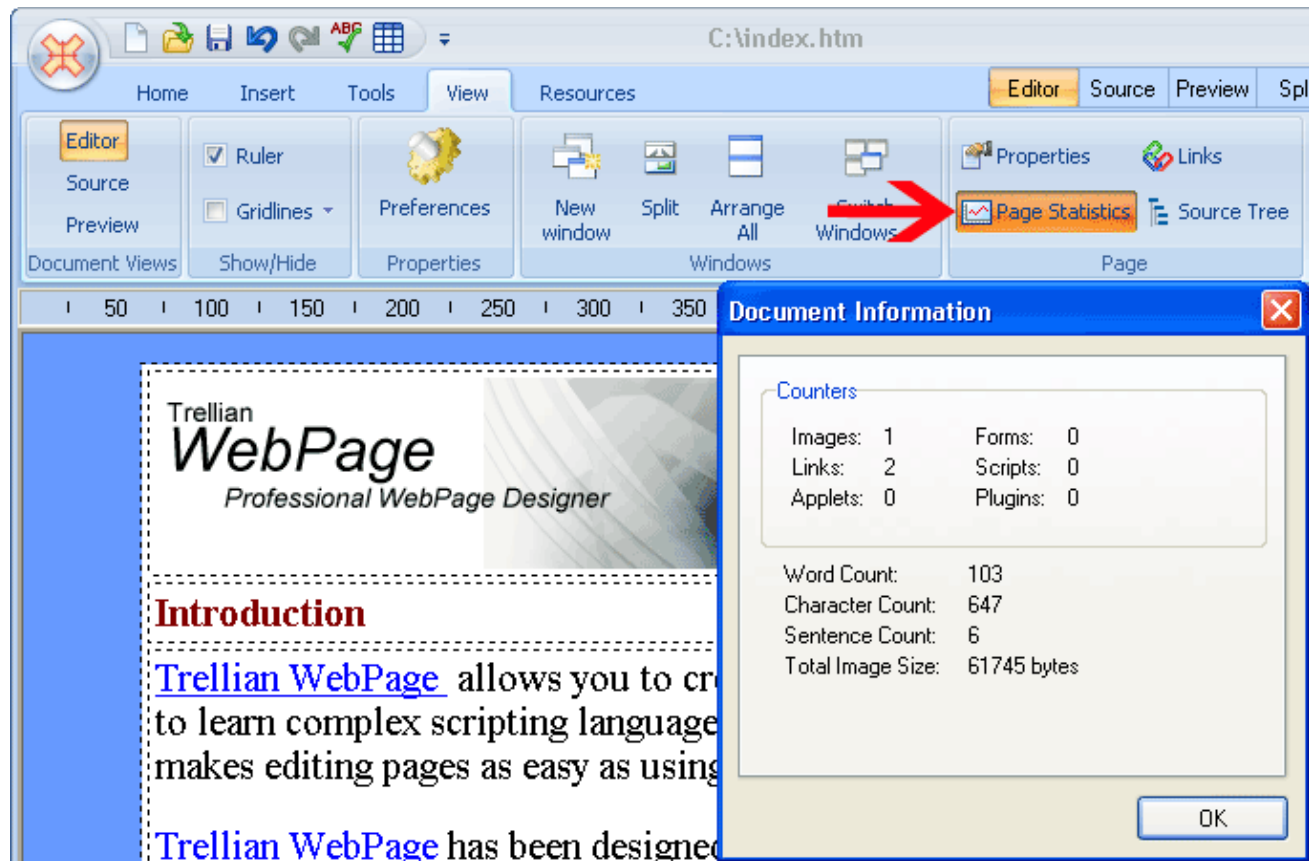 ABC
C:\index.htm
Home Insert Tools View Resources Editor Source Preview Spl
Editor
Source
Preview
Document Views
Ruler
Gridlines
Show/Hide
Preferences
Properties
New window
Split
Arrange All
Switch Windows
Windows
Properties
Links
Page Statistics
Source Tree
Page
50 100 150 200 250 300 350
Trellian
WebPage
Professional WebPage Designer
Introduction
Trellian WebPage allows you to cr
to learn complex scripting language
makes editing pages as easy as using
Trellian WebPage has been designed
Document Information
Counters
Images: 1 Forms: 0
Links: 2 Scripts: 0
Applets: 0 Plugins: 0
Word Count: 103
Character Count: 647
Sentence Count: 6
Total Image Size: 61745 bytes
OK